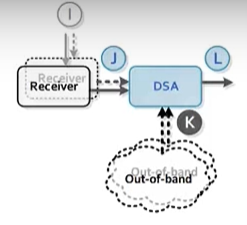 I
J
L
Receiver
Receiver
DSA
K
Out-of-band
Out-of-band